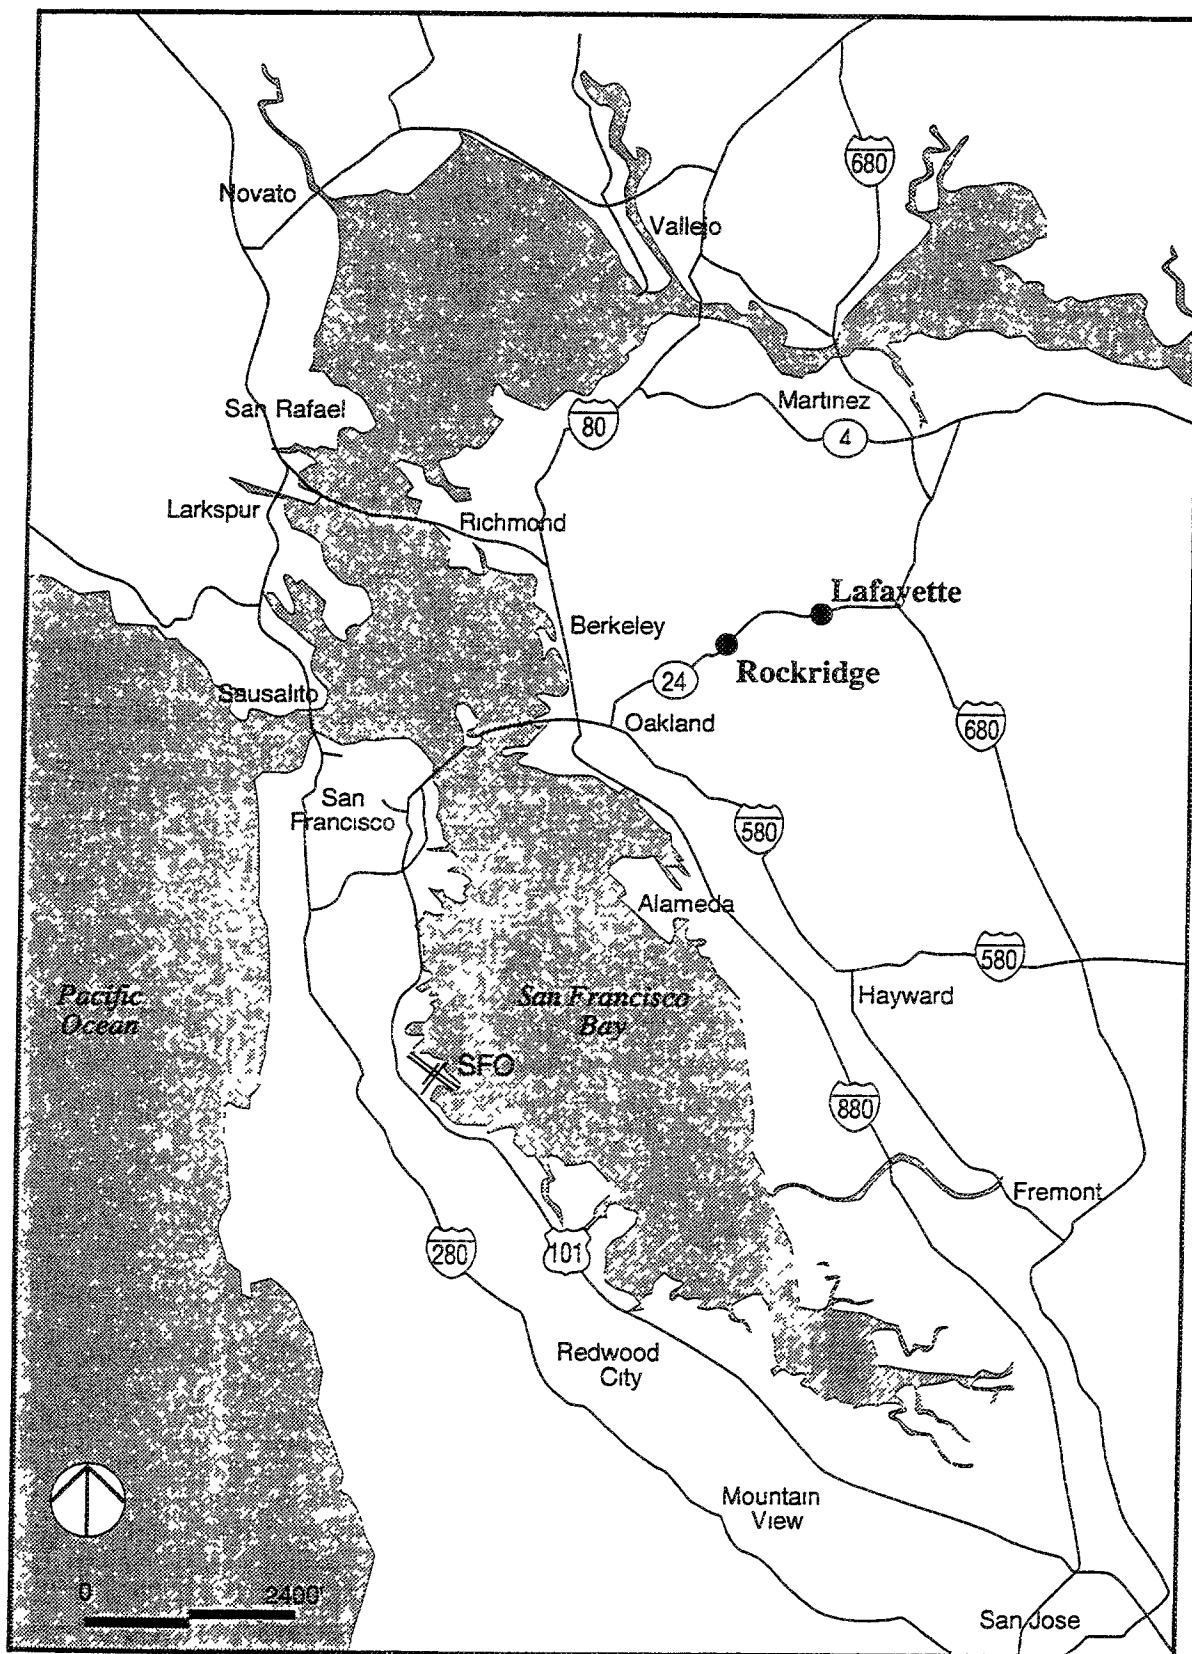 680
Novato
Vallejo
San Rafael
Martinez
80
4
Larkspur
Richmond
Lafayette
Berkeley
Rockridge
24
Sausalito
Oakland
680
San
Francisco
580
Alameda
580
Hayward
Pacific
Ocean
San Francisco
Bay
SFO
880
Fremont
280
101
Redwood
City
Mountain
View
0 2400'
San Jose